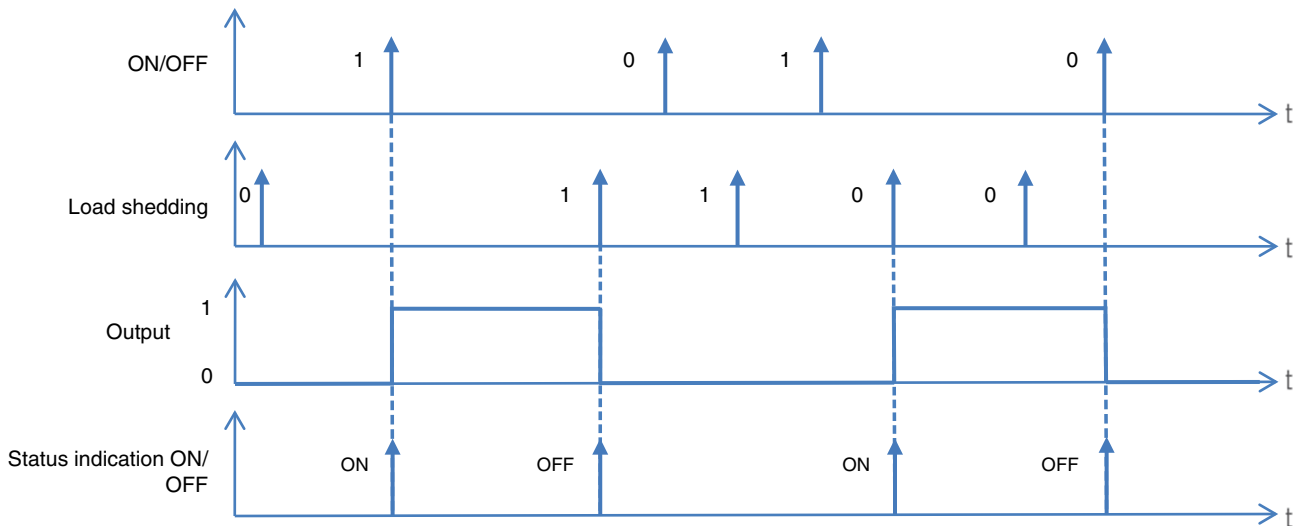 ON/OFF
1
0
1
0
t
Load shedding
0
1
1
0
0
t
Output
1
0
t
Status indication ON/
OFF
ON
OFF
ON
OFF
t